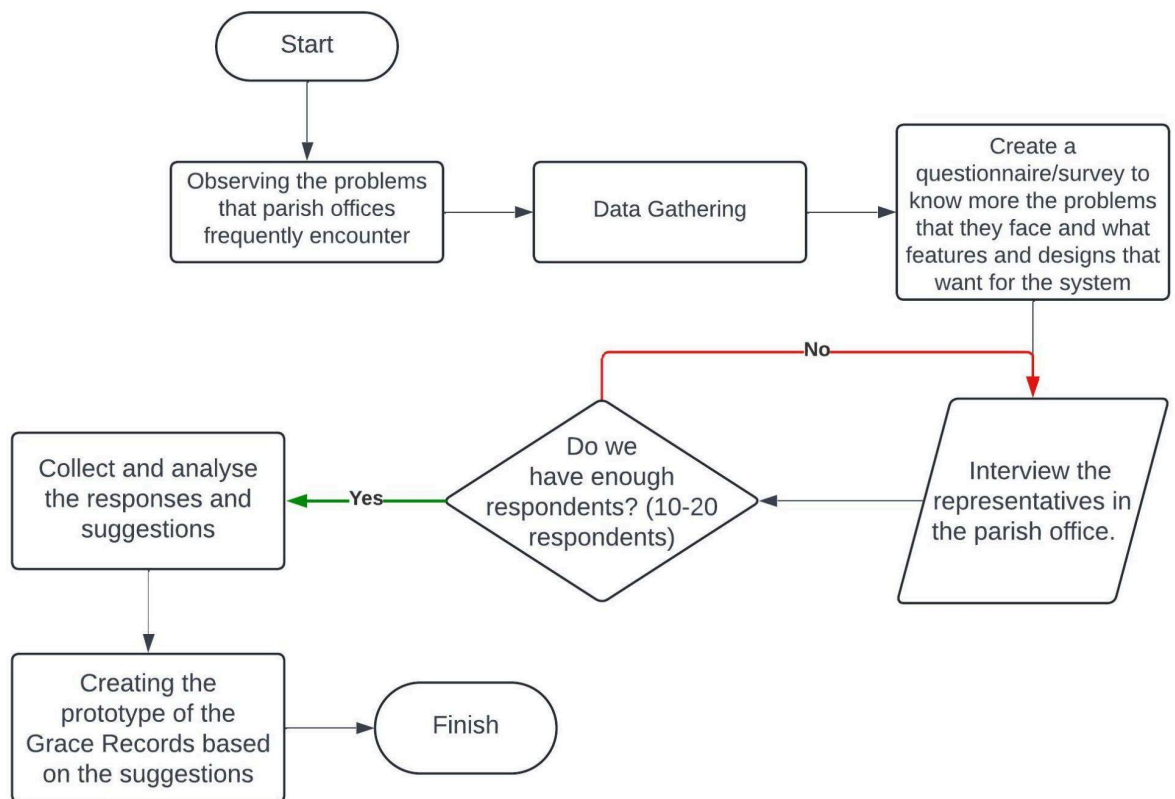 Start
Observing the problems
that parish offices
frequently encounter
Data Gathering
Create a
questionnaire/survey to
know more the problems
that they face and what
features and designs that
want for the system
No
Interview the
representatives in
the parish office.
Do we
have enough
respondents? (10-20
respondents)
Yes
Collect and analyse
the responses and
suggestions
Creating the
prototype of the
Grace Records based
on the suggestions
Finish